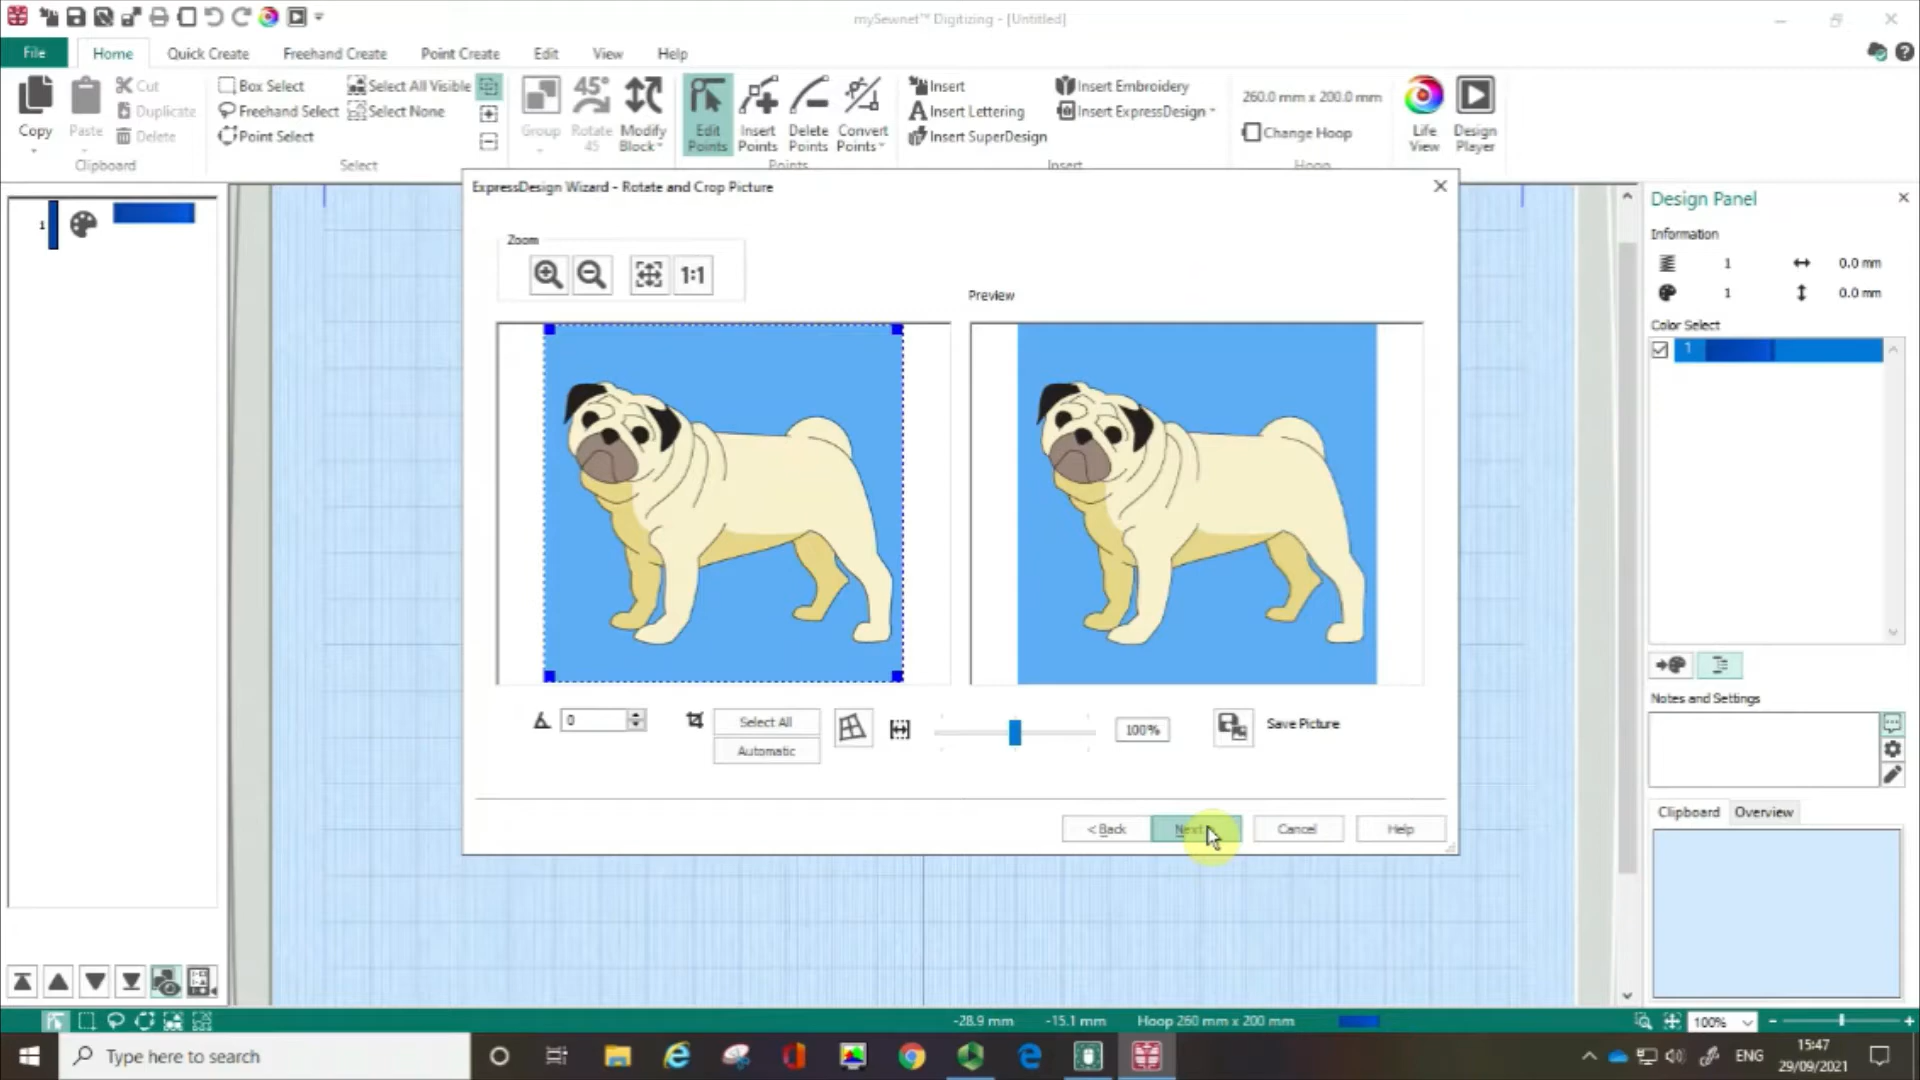 mySewnet™ Digitizing - [Untitled]
File Home Quick Create Freehand Create Point Create Edit View Help
Copy
Paste
Cut
Duplicate
Delete
Clipboard
Box Select
Freehand Select
Point Select
Select All Visible
Select None
Select
Group
Rotate 45
45°
Modify Block
Edit Points
Insert Points
Delete Points
Convert Points
Points
Insert
Insert Lettering
Insert SuperDesign
Insert Embroidery
Insert ExpressDesign
Insert
260.0 mm x 200.0 mm
Change Hoop
Hoop
Life View
Design Player
1
ExpressDesign Wizard - Rotate and Crop Picture
Zoom
1:1
Preview
0
Select All
Automatic
100%
Save Picture
< Back
Next
Cancel
Help
Design Panel
Information
1 0.0 mm
1 0.0 mm
Color Select
1
Notes and Settings
Clipboard Overview
-28.9 mm -15.1 mm Hoop 260 mm x 200 mm
100%
Type here to search
ENG
15:47
29/09/2021